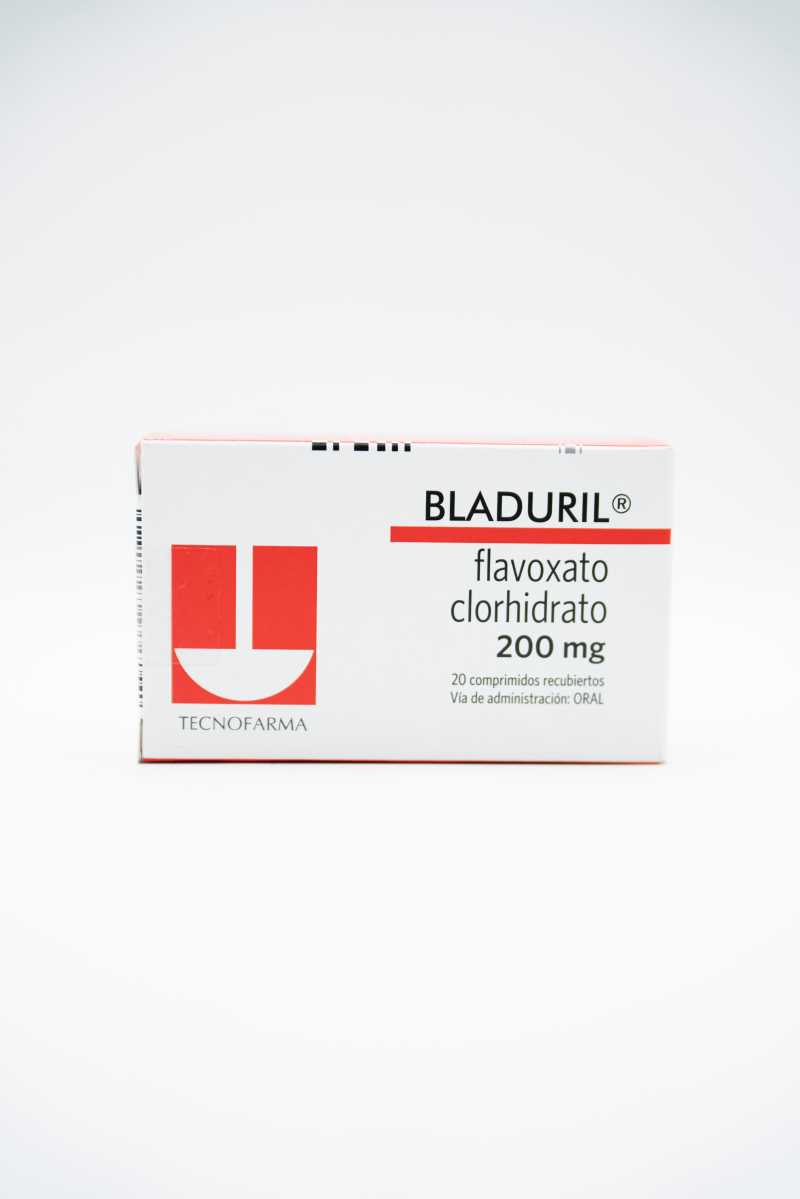 BLADURIL®
flavoxato
clorhidrato
200 mg
20 comprimidos recubiertos
Vía de administración: ORAL
TECNOFARMA